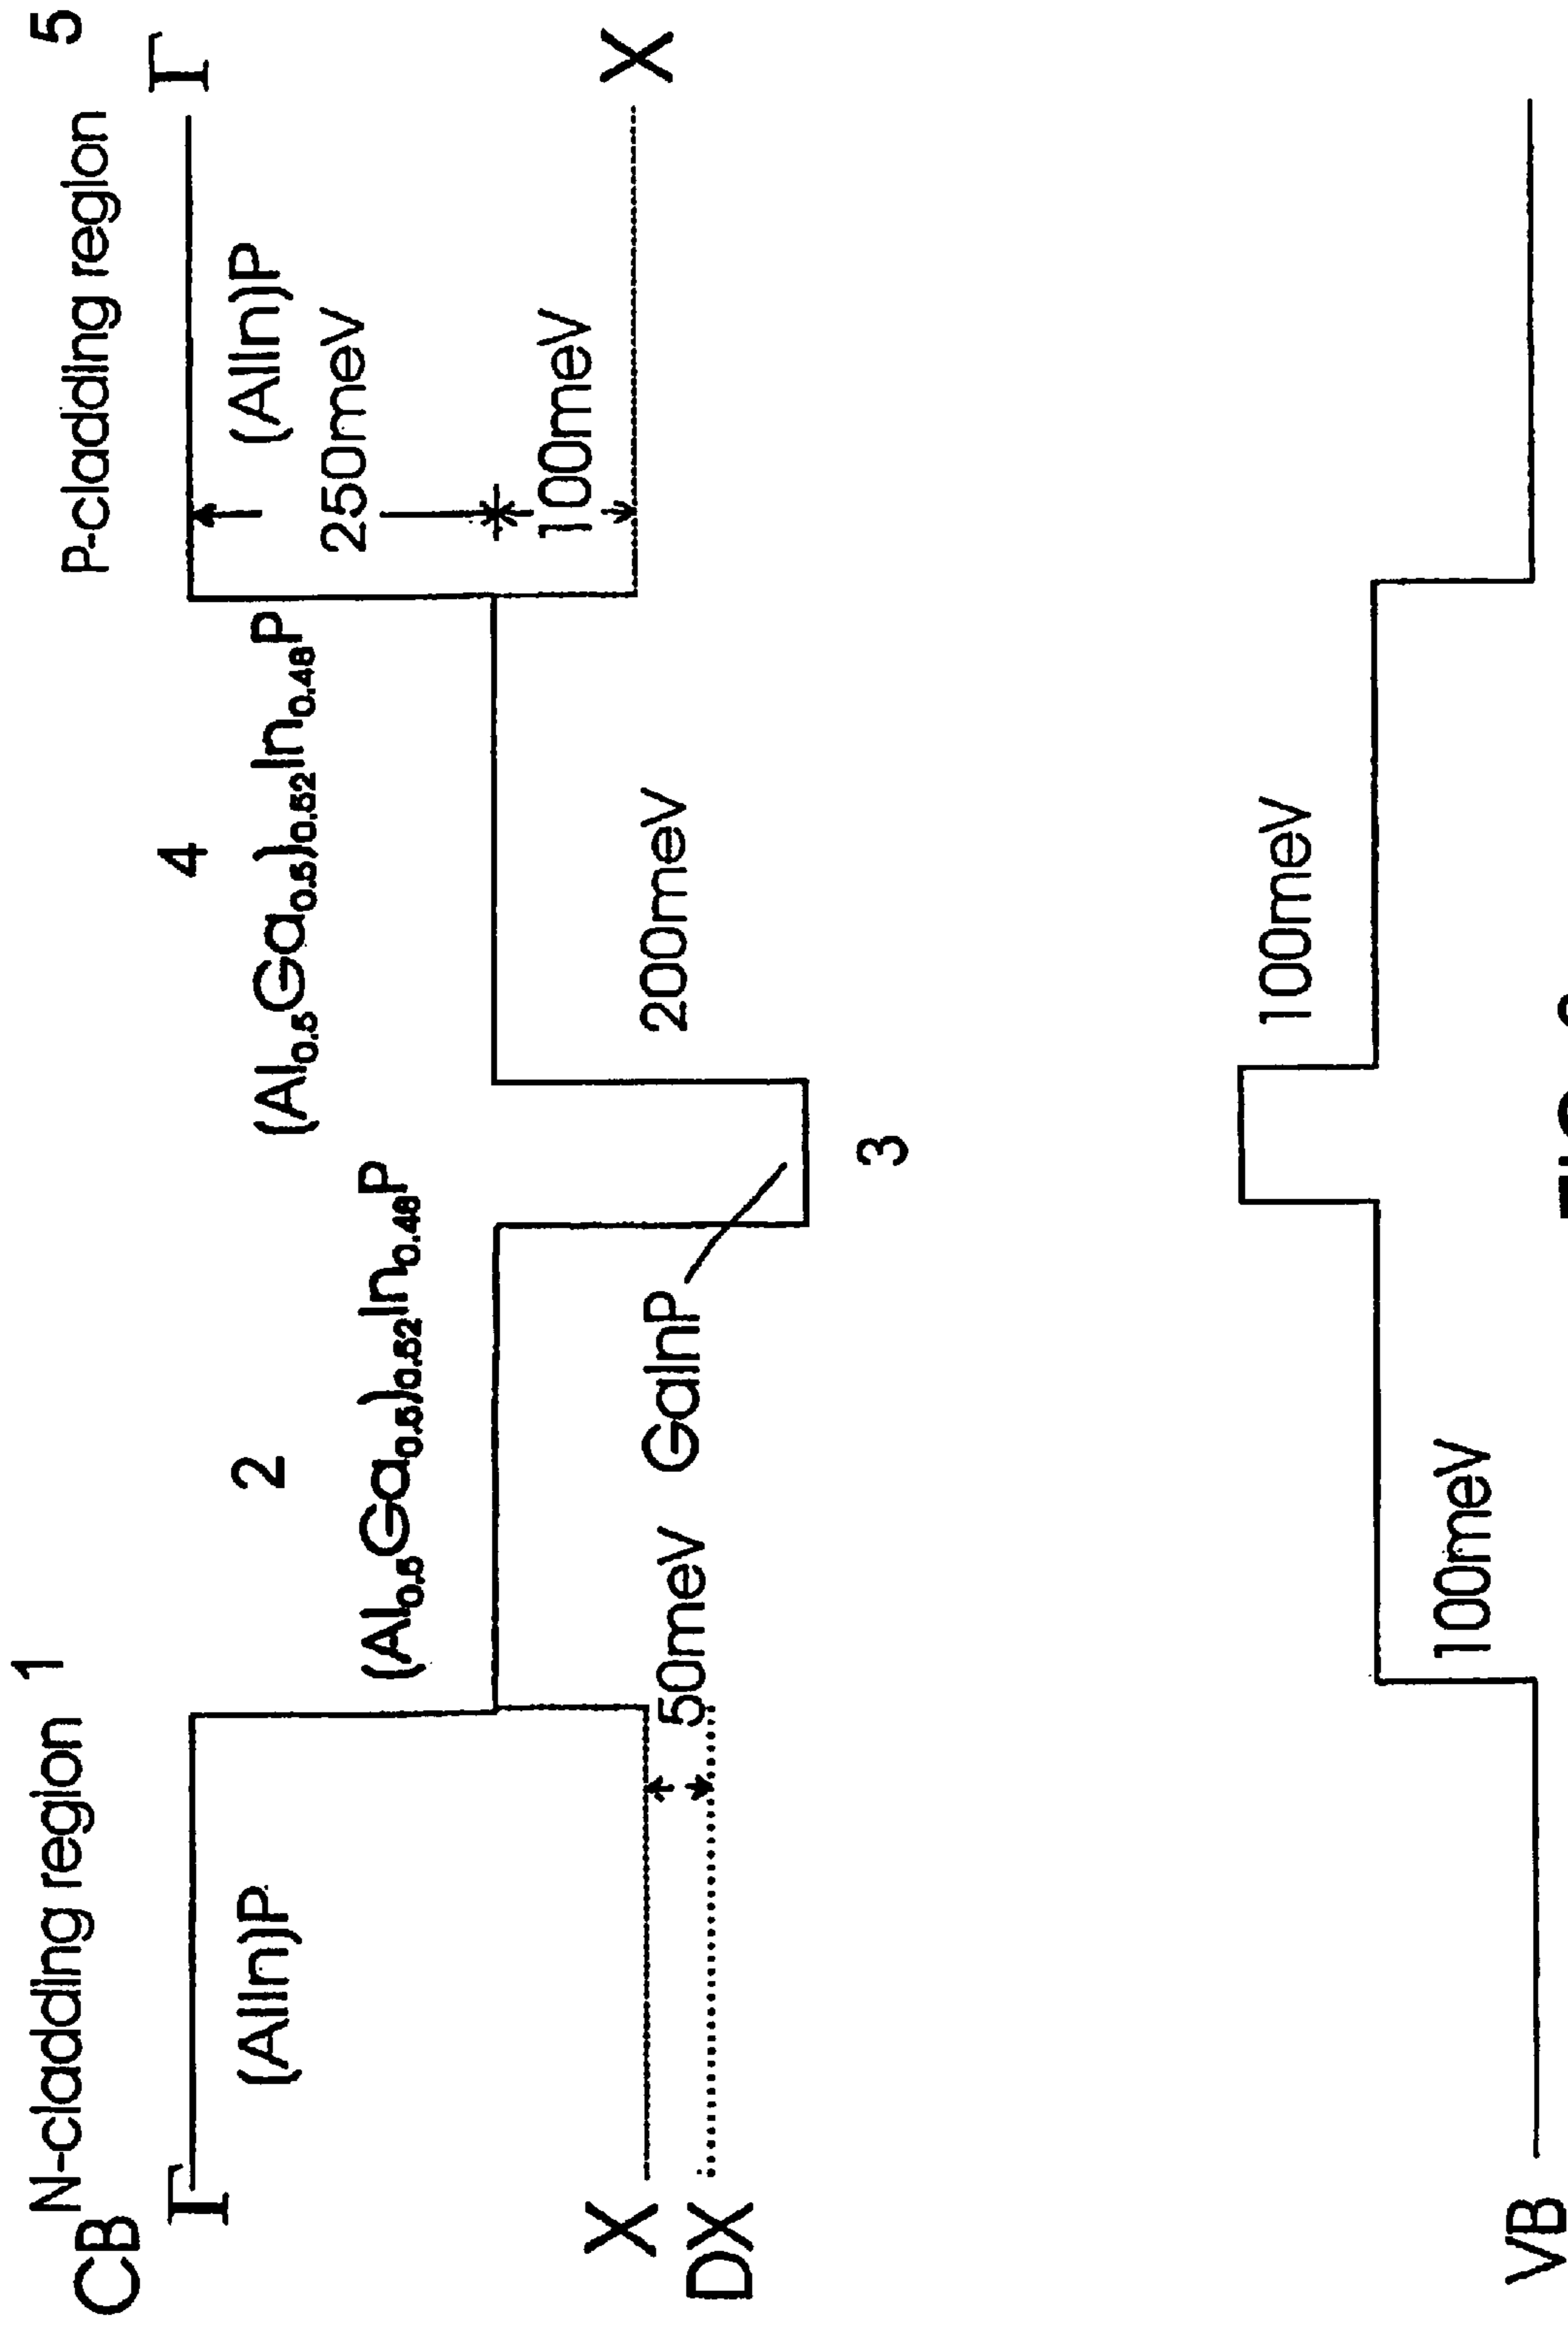 N-cladding region 1
CB
Γ
(AlIn)P
2
(Al0.5Ga0.5)0.52In0.48P
4
(Al0.5Ga0.5)0.52In0.48P
P-cladding region 5
Γ
(AlIn)P
250meV
100meV
X
X
DX
50meV
GaInP
3
200meV
100meV
100meV
VB